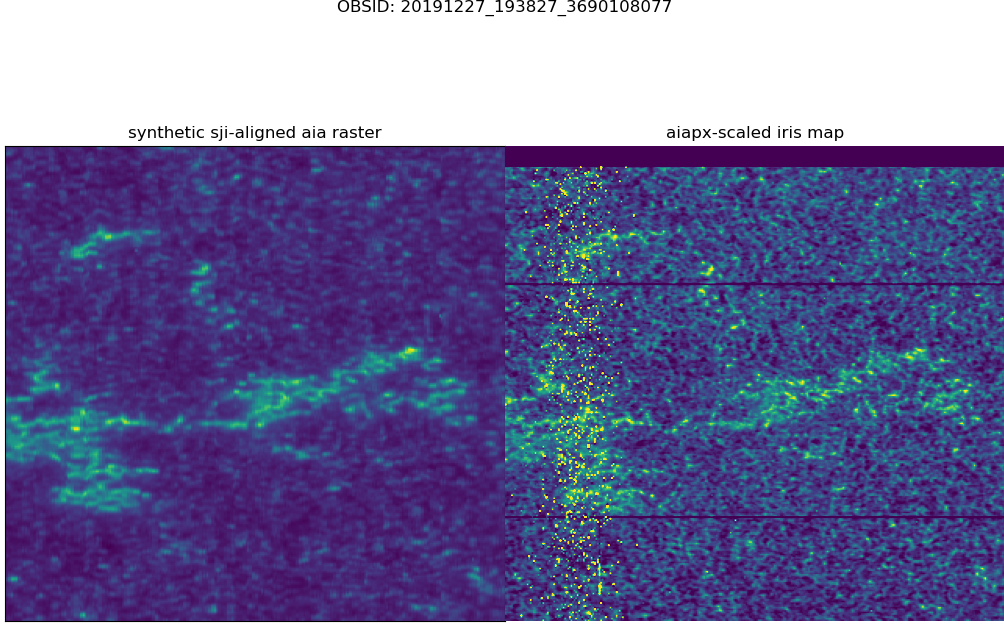 OBSID: 20191227_193827_3690108077
synthetic sji-aligned aia raster
aiapx-scaled iris map